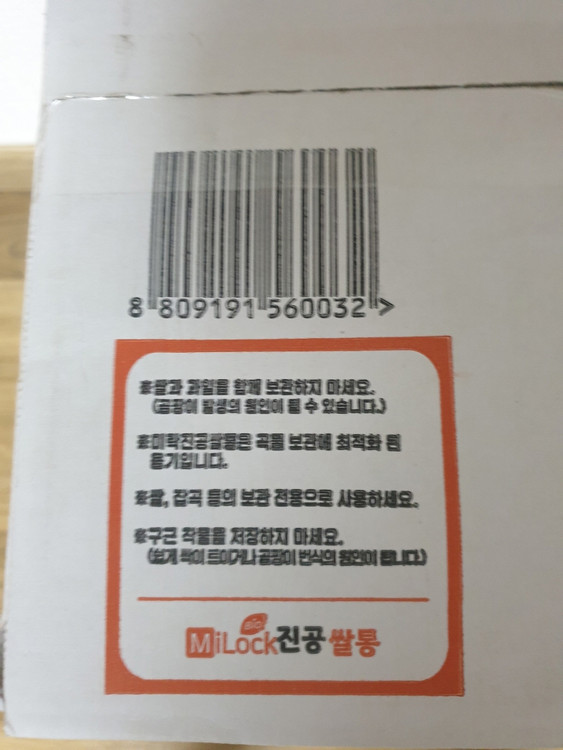 8 809191 560032 >
※쌀과 과일을 함께 보관하지 마세요.
(곰팡이 발생의 원인이 될 수 있습니다.)
※미락진공쌀통은 곡물 보관에 최적화 된
용기입니다.
※쌀, 잡곡 등의 보관 전용으로 사용하세요.
※구근 작물을 저장하지 마세요.
(쉽게 싹이 트이거나 곰팡이 번식의 원인이 됩니다.)
Bio
MiLock진공쌀통